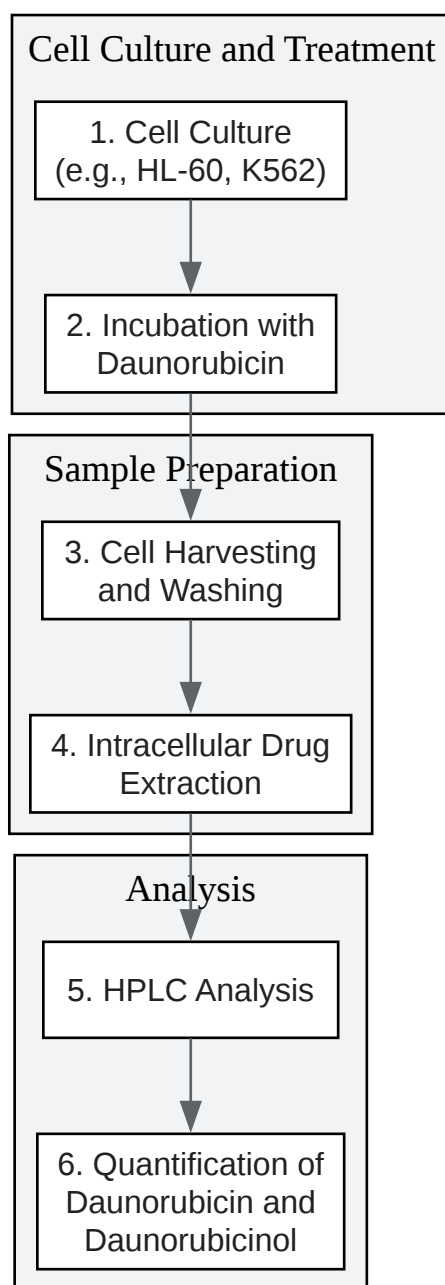 Cell Culture and Treatment
1. Cell Culture
(e.g., HL-60, K562)
2. Incubation with
Daunorubicin
Sample Preparation
3. Cell Harvesting
and Washing
4. Intracellular Drug
Extraction
Analysis
5. HPLC Analysis
6. Quantification of
Daunorubicin and
Daunorubicinol